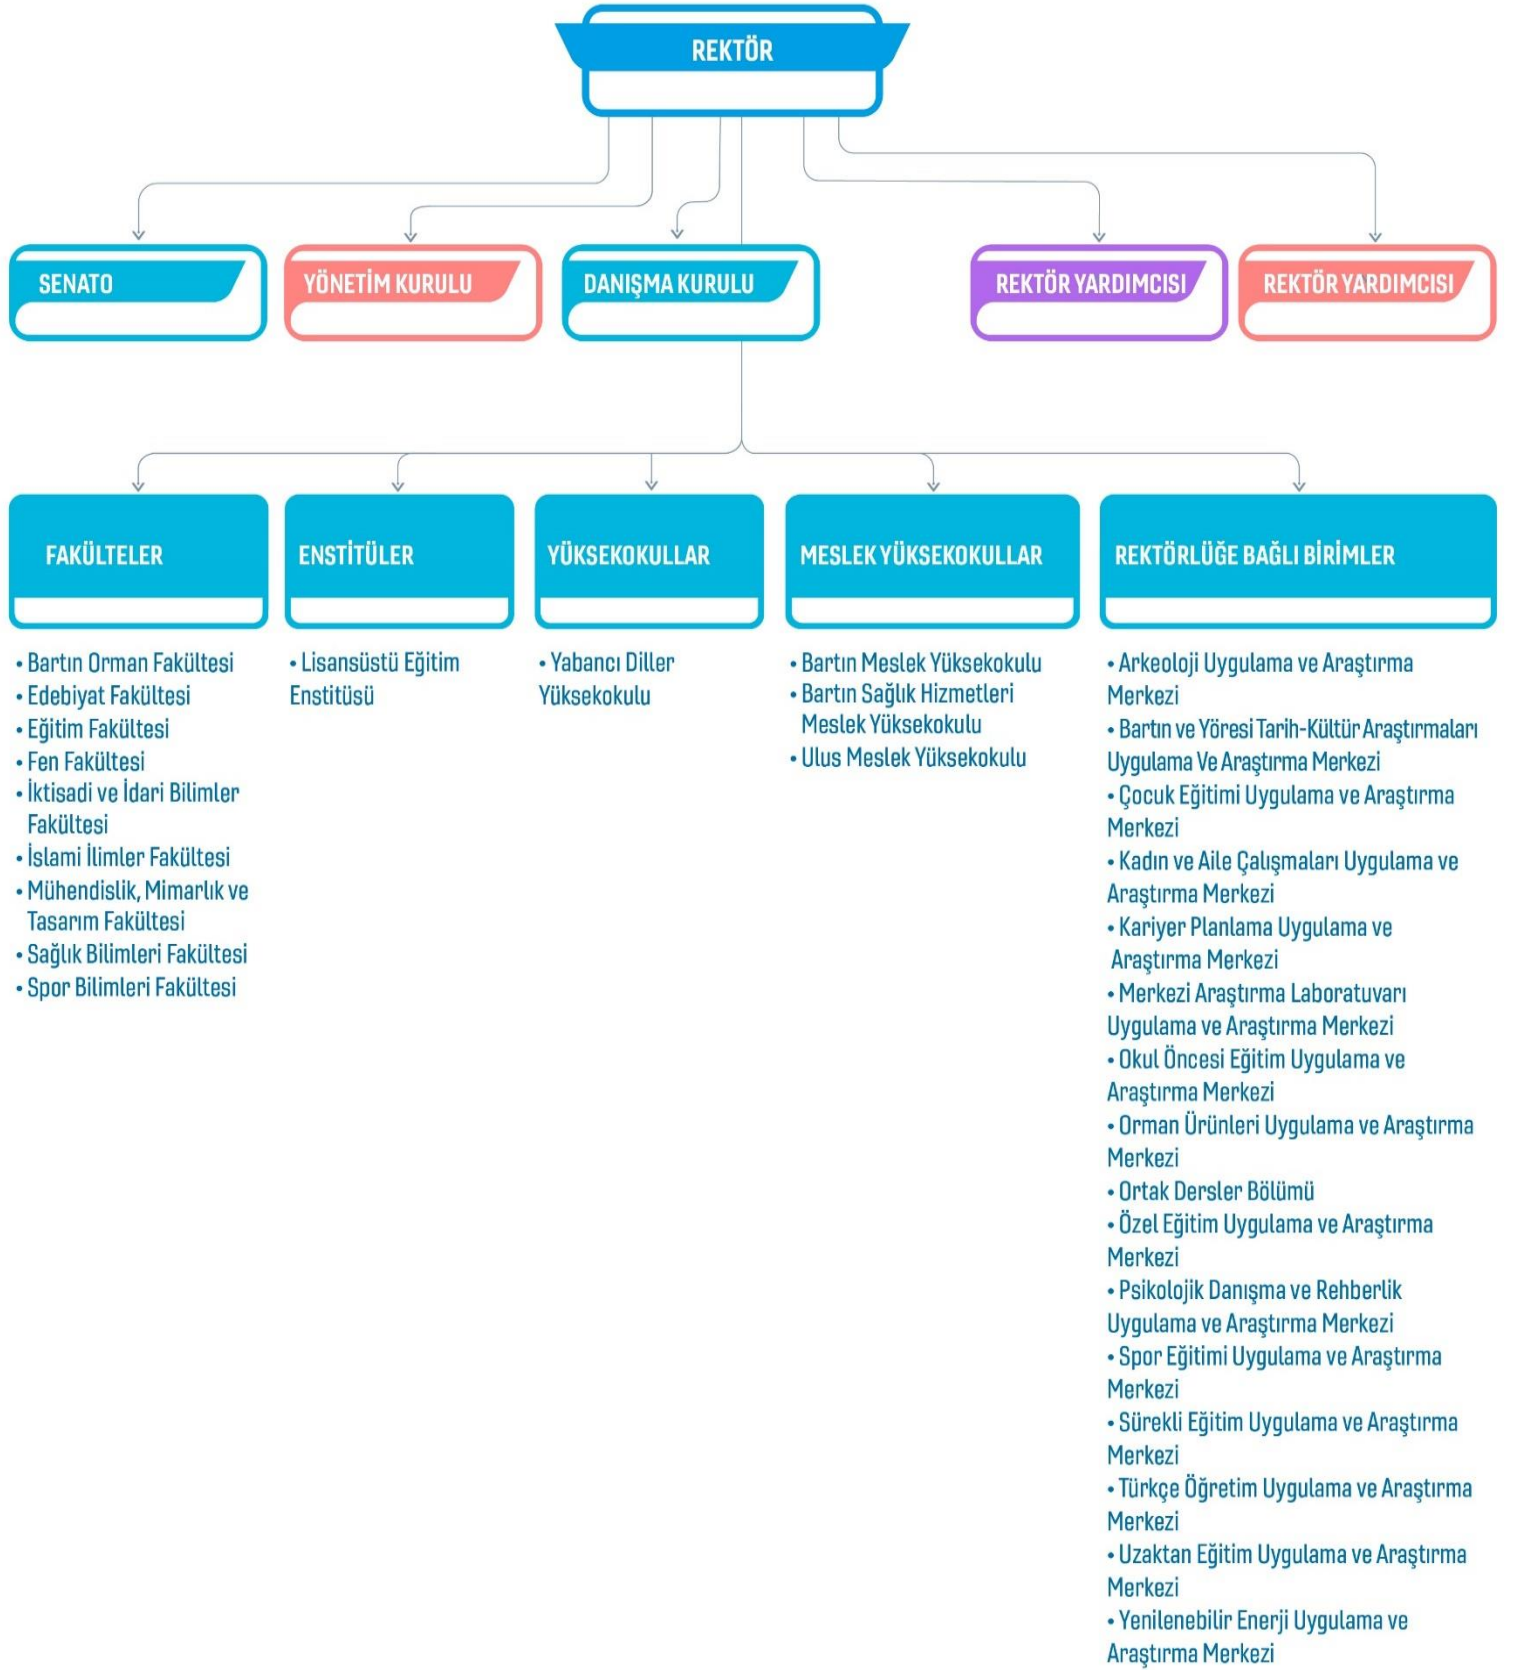 REKTÖR
SENATO
YÖNETİM KURULU
DANIŞMA KURULU
REKTÖR YARDIMCISI
REKTÖR YARDIMCISI
FAKÜLTELER
• Bartın Orman Fakültesi
• Edebiyat Fakültesi
• Eğitim Fakültesi
• Fen Fakültesi
• İktisadi ve İdari Bilimler
Fakültesi
• İslami İlimler Fakültesi
• Mühendislik, Mimarlık ve
Tasarım Fakültesi
• Sağlık Bilimleri Fakültesi
• Spor Bilimleri Fakültesi
ENSTİTÜLER
• Lisansüstü Eğitim
Enstitüsü
YÜKSEKOKULLAR
• Yabancı Diller
Yüksekokulu
MESLEK YÜKSEKOKULLAR
• Bartın Meslek Yüksekokulu
• Bartın Sağlık Hizmetleri
Meslek Yüksekokulu
• Ulus Meslek Yüksekokulu
REKTÖRLÜĞE BAĞLI BİRİMLER
• Arkeoloji Uygulama ve Araştırma
Merkezi
• Bartın ve Yöresi Tarih-Kültür Araştırmaları
Uygulama Ve Araştırma Merkezi
• Çocuk Eğitimi Uygulama ve Araştırma
Merkezi
• Kadın ve Aile Çalışmaları Uygulama ve
Araştırma Merkezi
• Kariyer Planlama Uygulama ve
Araştırma Merkezi
• Merkezi Araştırma Laboratuvarı
Uygulama ve Araştırma Merkezi
• Okul Öncesi Eğitim Uygulama ve
Araştırma Merkezi
• Orman Ürünleri Uygulama ve Araştırma
Merkezi
• Ortak Dersler Bölümü
• Özel Eğitim Uygulama ve Araştırma
Merkezi
• Psikolojik Danışma ve Rehberlik
Uygulama ve Araştırma Merkezi
• Spor Eğitimi Uygulama ve Araştırma
Merkezi
• Sürekli Eğitim Uygulama ve Araştırma
Merkezi
• Türkçe Öğretim Uygulama ve Araştırma
Merkezi
• Uzaktan Eğitim Uygulama ve Araştırma
Merkezi
• Yenilenebilir Enerji Uygulama ve
Araştırma Merkezi